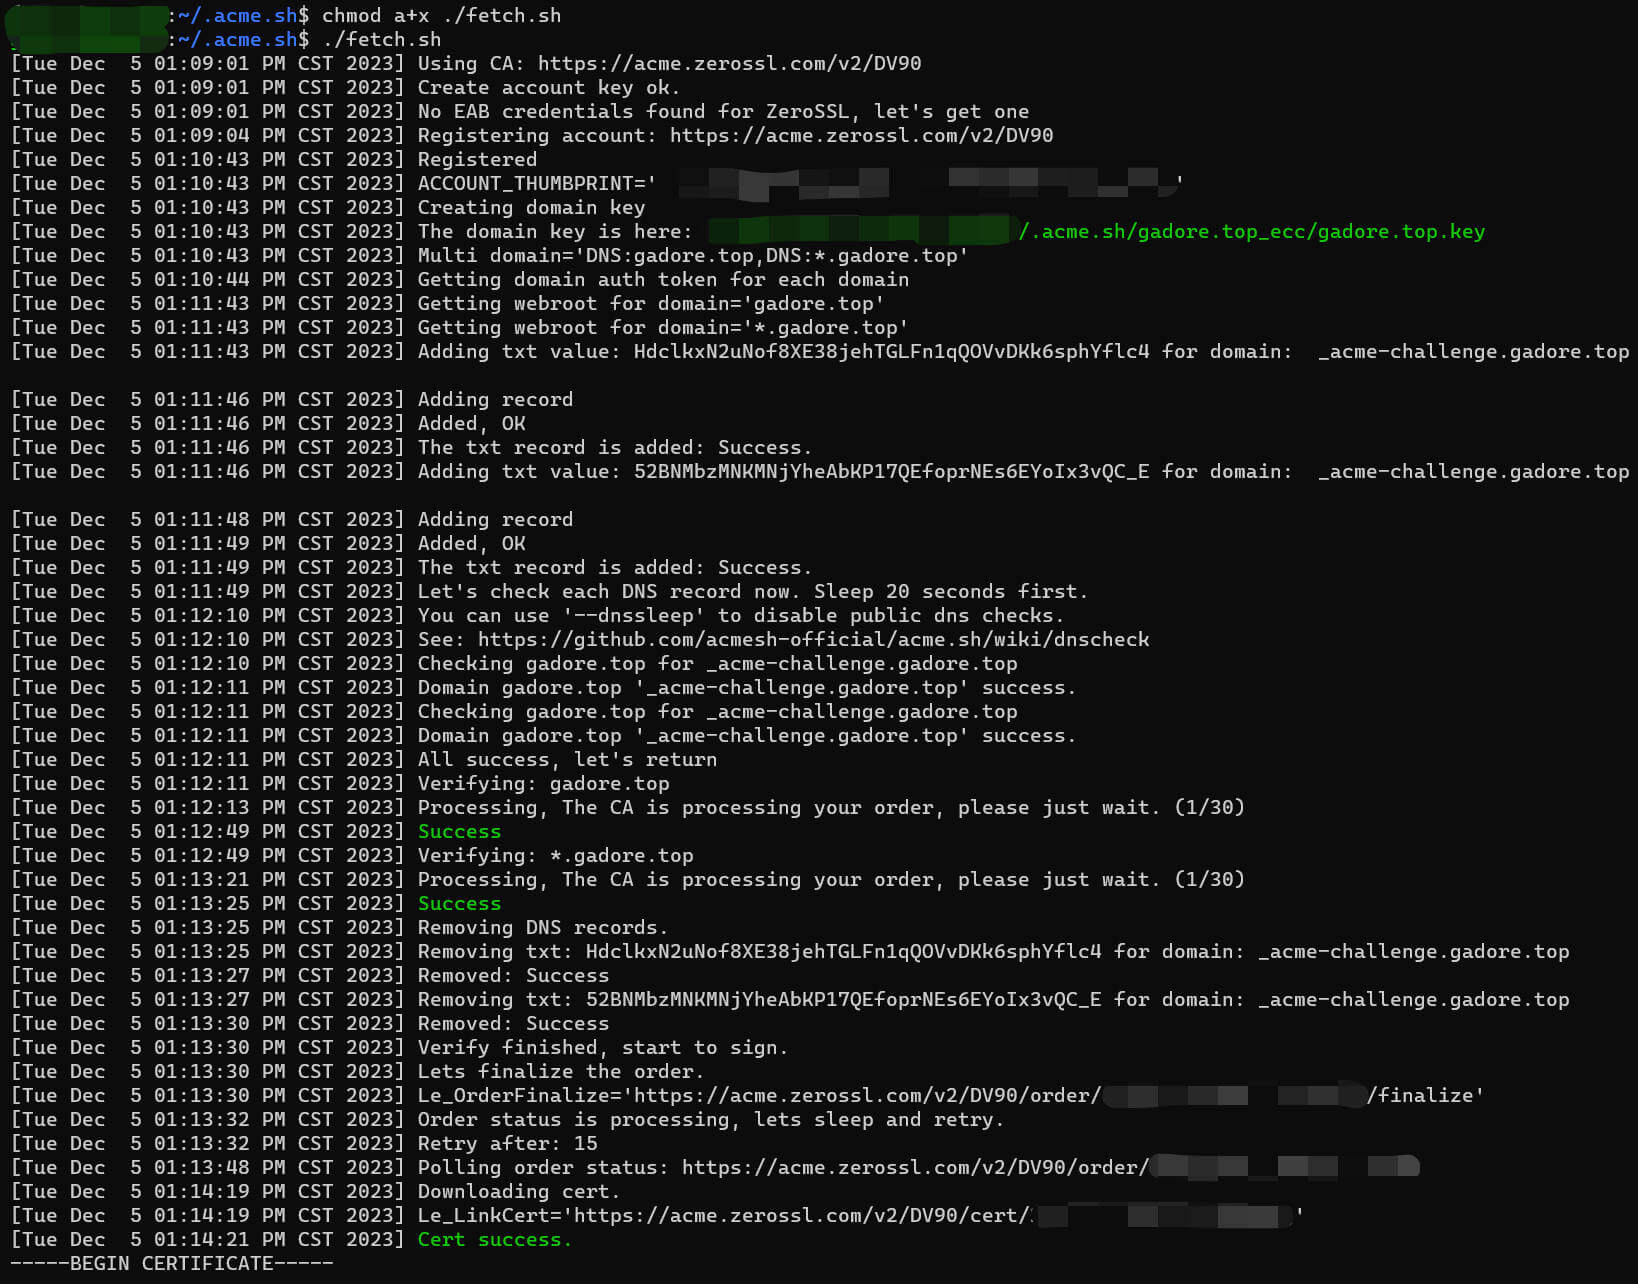 :~/.acme.sh$ chmod a+x ./fetch.sh
:~/.acme.sh$ ./fetch.sh
[Tue Dec  5 01:09:01 PM CST 2023] Using CA: https://acme.zerossl.com/v2/DV90
[Tue Dec  5 01:09:01 PM CST 2023] Create account key ok.
[Tue Dec  5 01:09:01 PM CST 2023] No EAB credentials found for ZeroSSL, let's get one
[Tue Dec  5 01:09:04 PM CST 2023] Registering account: https://acme.zerossl.com/v2/DV90
[Tue Dec  5 01:10:43 PM CST 2023] Registered
[Tue Dec  5 01:10:43 PM CST 2023] ACCOUNT_THUMBPRINT=' '
[Tue Dec  5 01:10:43 PM CST 2023] Creating domain key
[Tue Dec  5 01:10:43 PM CST 2023] The domain key is here: /.acme.sh/gadore.top_ecc/gadore.top.key
[Tue Dec  5 01:10:43 PM CST 2023] Multi domain='DNS:gadore.top,DNS:*.gadore.top'
[Tue Dec  5 01:10:44 PM CST 2023] Getting domain auth token for each domain
[Tue Dec  5 01:11:43 PM CST 2023] Getting webroot for domain='gadore.top'
[Tue Dec  5 01:11:43 PM CST 2023] Getting webroot for domain='*.gadore.top'
[Tue Dec  5 01:11:43 PM CST 2023] Adding txt value: HdclkxN2uNof8XE38jehTGLFn1qQOVvDKk6sphYflc4 for domain:  _acme-challenge.gadore.top
[Tue Dec  5 01:11:46 PM CST 2023] Adding record
[Tue Dec  5 01:11:46 PM CST 2023] Added, OK
[Tue Dec  5 01:11:46 PM CST 2023] The txt record is added: Success.
[Tue Dec  5 01:11:46 PM CST 2023] Adding txt value: 52BNMbzMNKMNjYheAbKP17QEfoprNEs6EYoIx3vQC_E for domain:  _acme-challenge.gadore.top
[Tue Dec  5 01:11:48 PM CST 2023] Adding record
[Tue Dec  5 01:11:49 PM CST 2023] Added, OK
[Tue Dec  5 01:11:49 PM CST 2023] The txt record is added: Success.
[Tue Dec  5 01:11:49 PM CST 2023] Let's check each DNS record now. Sleep 20 seconds first.
[Tue Dec  5 01:12:10 PM CST 2023] You can use '--dnssleep' to disable public dns checks.
[Tue Dec  5 01:12:10 PM CST 2023] See: https://github.com/acmesh-official/acme.sh/wiki/dnscheck
[Tue Dec  5 01:12:10 PM CST 2023] Checking gadore.top for _acme-challenge.gadore.top
[Tue Dec  5 01:12:11 PM CST 2023] Domain gadore.top '_acme-challenge.gadore.top' success.
[Tue Dec  5 01:12:11 PM CST 2023] Checking gadore.top for _acme-challenge.gadore.top
[Tue Dec  5 01:12:11 PM CST 2023] Domain gadore.top '_acme-challenge.gadore.top' success.
[Tue Dec  5 01:12:11 PM CST 2023] All success, let's return
[Tue Dec  5 01:12:11 PM CST 2023] Verifying: gadore.top
[Tue Dec  5 01:12:13 PM CST 2023] Processing, The CA is processing your order, please just wait. (1/30)
[Tue Dec  5 01:12:49 PM CST 2023] Success
[Tue Dec  5 01:12:49 PM CST 2023] Verifying: *.gadore.top
[Tue Dec  5 01:13:21 PM CST 2023] Processing, The CA is processing your order, please just wait. (1/30)
[Tue Dec  5 01:13:25 PM CST 2023] Success
[Tue Dec  5 01:13:25 PM CST 2023] Removing DNS records.
[Tue Dec  5 01:13:25 PM CST 2023] Removing txt: HdclkxN2uNof8XE38jehTGLFn1qQOVvDKk6sphYflc4 for domain: _acme-challenge.gadore.top
[Tue Dec  5 01:13:27 PM CST 2023] Removed: Success
[Tue Dec  5 01:13:27 PM CST 2023] Removing txt: 52BNMbzMNKMNjYheAbKP17QEfoprNEs6EYoIx3vQC_E for domain: _acme-challenge.gadore.top
[Tue Dec  5 01:13:30 PM CST 2023] Removed: Success
[Tue Dec  5 01:13:30 PM CST 2023] Verify finished, start to sign.
[Tue Dec  5 01:13:30 PM CST 2023] Lets finalize the order.
[Tue Dec  5 01:13:30 PM CST 2023] Le_OrderFinalize='https://acme.zerossl.com/v2/DV90/order/ /finalize'
[Tue Dec  5 01:13:32 PM CST 2023] Order status is processing, lets sleep and retry.
[Tue Dec  5 01:13:32 PM CST 2023] Retry after: 15
[Tue Dec  5 01:13:48 PM CST 2023] Polling order status: https://acme.zerossl.com/v2/DV90/order/
[Tue Dec  5 01:14:19 PM CST 2023] Downloading cert.
[Tue Dec  5 01:14:19 PM CST 2023] Le_LinkCert='https://acme.zerossl.com/v2/DV90/cert/ '
[Tue Dec  5 01:14:21 PM CST 2023] Cert success.
-----BEGIN CERTIFICATE-----